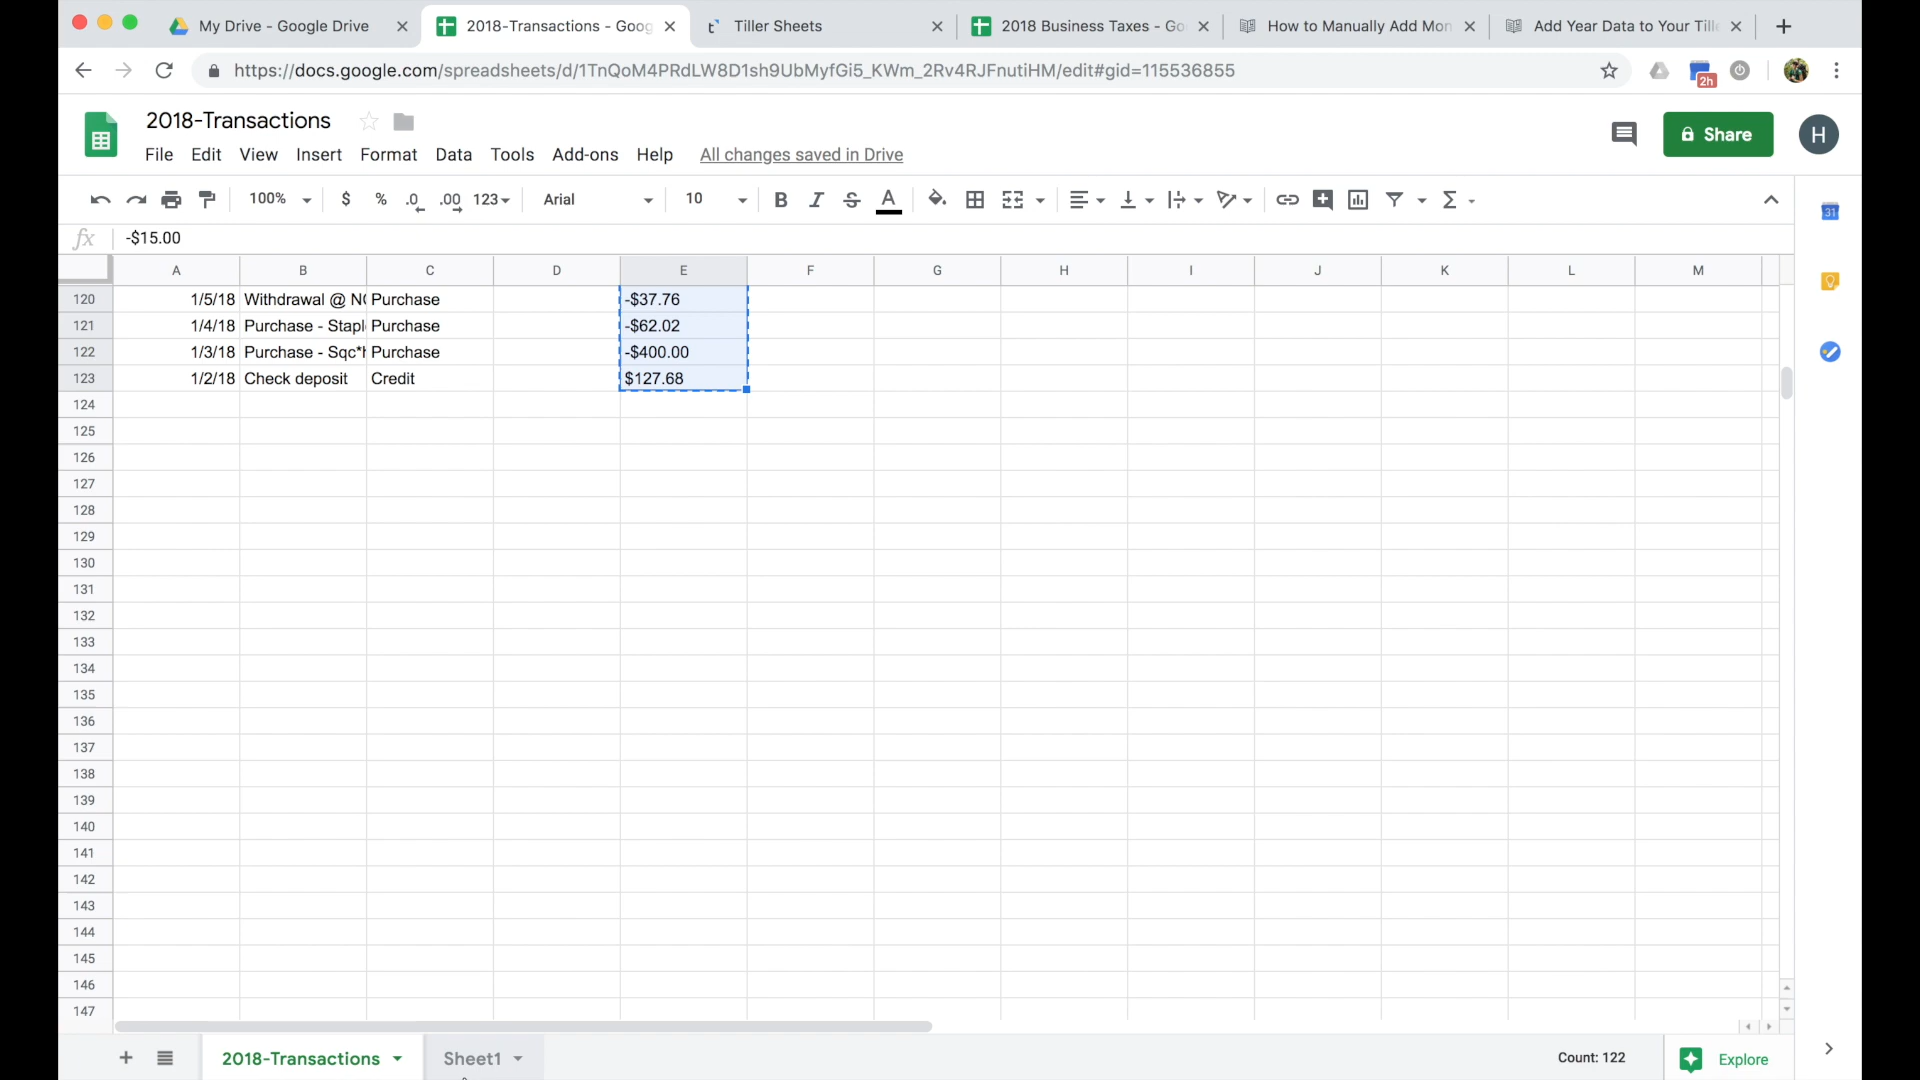 My Drive - Google Drive
2018-Transactions - Goog
Tiller Sheets
2018 Business Taxes - Go
How to Manually Add Mon
Add Year Data to Your Till
https://docs.google.com/spreadsheets/d/1TnQoM4PRdLW8D1sh9UbMyfGi5_KWm_2Rv4RJFnutiHM/edit#gid=115536855
2h
2018-Transactions
Share
H
File Edit View Insert Format Data Tools Add-ons Help All changes saved in Drive
100% $ % .0 .00 123 Arial 10 B I S A Σ
31
fx -$15.00
A B C D E F G H I J K L M
120 1/5/18 Withdrawal @ N Purchase -$37.76
121 1/4/18 Purchase - Stapl Purchase -$62.02
122 1/3/18 Purchase - Sqc*h Purchase -$400.00
123 1/2/18 Check deposit Credit $127.68
124
125
126
127
128
129
130
131
132
133
134
135
136
137
138
139
140
141
142
143
144
145
146
147
2018-Transactions Sheet1 Count: 122 Explore